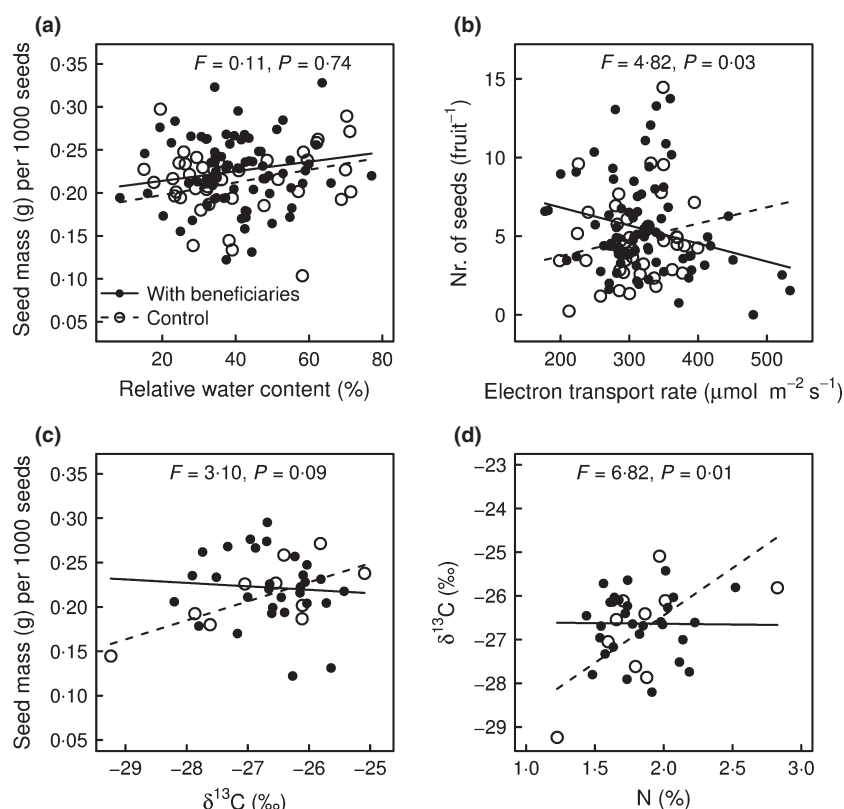 (a)
F = 0·11, P = 0·74
Seed mass (g) per 1000 seeds
0·35
0·30
0·25
0·20
0·15
0·10
0·05
With beneficiaries
Control
20 40 60 80
Relative water content (%)
(b)
F = 4·82, P = 0·03
Nr. of seeds (fruit⁻¹)
15
10
5
0
200 300 400 500
Electron transport rate (μmol m⁻² s⁻¹)
(c)
F = 3·10, P = 0·09
Seed mass (g) per 1000 seeds
0·35
0·30
0·25
0·20
0·15
0·10
0·05
−29 −28 −27 −26 −25
δ¹³C (‰)
(d)
F = 6·82, P = 0·01
δ¹³C (‰)
−23
−24
−25
−26
−27
−28
−29
1.0 1.5 2.0 2.5 3.0
N (%)